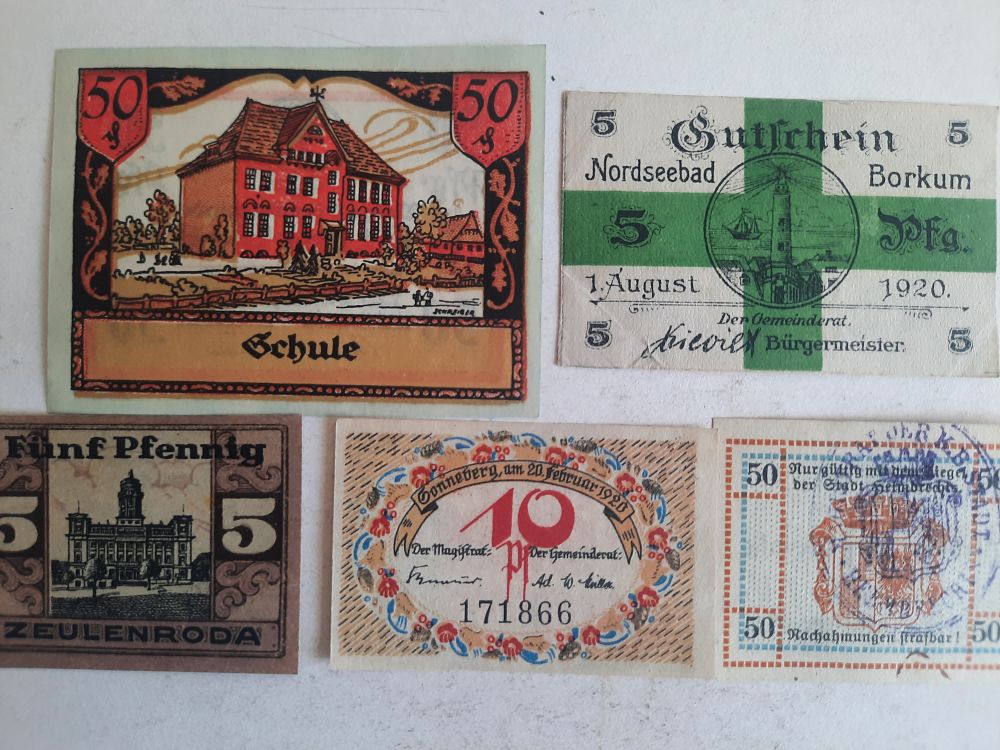 50 50
SCHREIBER
Schule
5 Gutschein 5
Nordseebad Borkum
5 Pfg.
1. August 1920.
Der Gemeinderat.
5 Bürgermeister. 5
Fünf Pfennig
5 5
ZEULENRODA
Sonneberg, am 20. Februar 1920
10
Pf
Der Magistrat: Der Gemeinderat:
171866
50 Nur gültig mit dem Siegel 50
der Stadt
50 Nachahmungen strafbar! 50